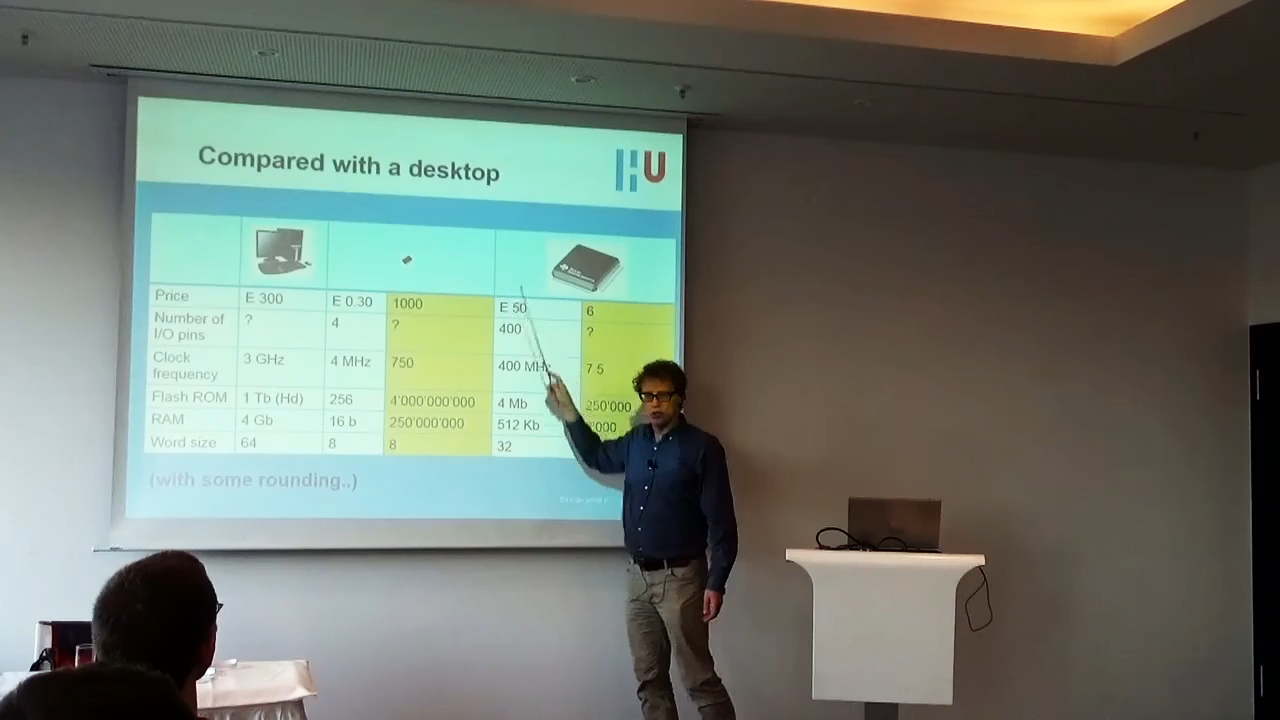 Compared with a desktop
HU
Price E 300 E 0.30 1000 E 50 6
Number of I/O pins ? 4 ? 400 ?
Clock frequency 3 GHz 4 MHz 750 400 MHz 7.5
Flash ROM 1 Tb (Hd) 256 4'000'000'000 4 Mb 250'000
RAM 4 Gb 16 b 250'000'000 512 Kb '000
Word size 64 8 8 32
(with some rounding..)